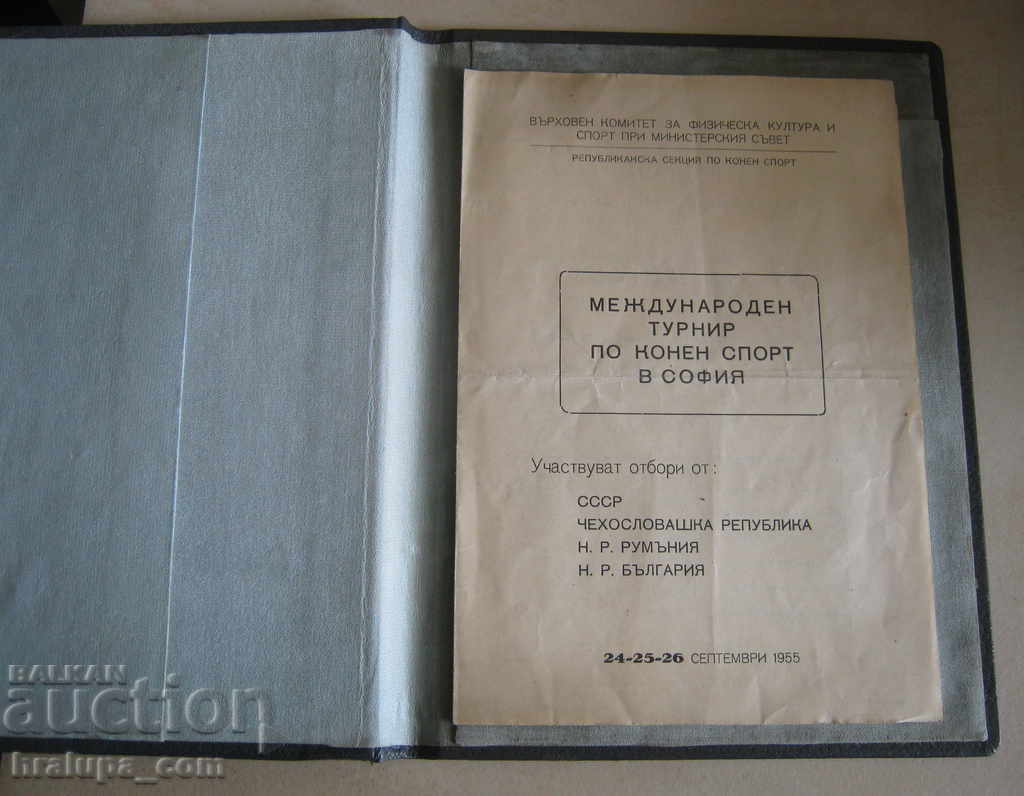 ВЪРХОВЕН КОМИТЕТ ЗА ФИЗИЧЕСКА КУЛТУРА И
СПОРТ ПРИ МИНИСТЕРСКИЯ СЪВЕТ
РЕПУБЛИКАНСКА СЕКЦИЯ ПО КОНЕН СПОРТ
МЕЖДУНАРОДЕН
ТУРНИР
ПО КОНЕН СПОРТ
В СОФИЯ
Участвуват отбори от:
СССР
ЧЕХОСЛОВАШКА РЕПУБЛИКА
Н. Р. РУМЪНИЯ
Н. Р. БЪЛГАРИЯ
24-25-26 СЕПТЕМВРИ 1955
BALKAN
auction
hralupa_com